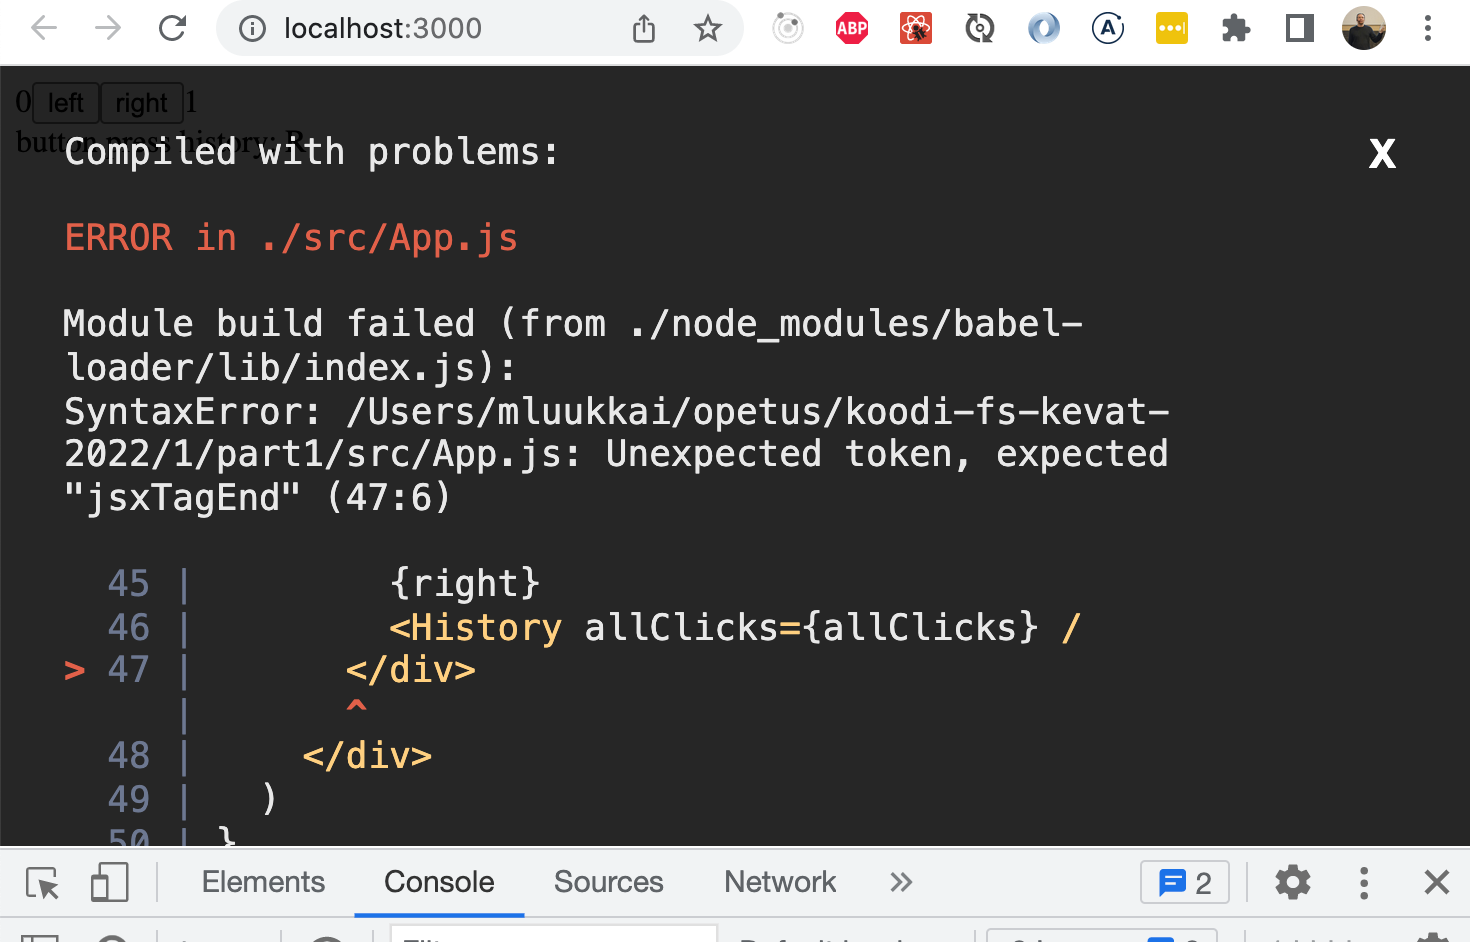 localhost:3000
ABP
A
0 left right 1
button press history: R
Compiled with problems:
X
ERROR in ./src/App.js
Module build failed (from ./node_modules/babel-
loader/lib/index.js):
SyntaxError: /Users/mluukkai/opetus/koodi-fs-kevat-
2022/1/part1/src/App.js: Unexpected token, expected
"jsxTagEnd" (47:6)
45 | {right}
46 | <History allClicks={allClicks} /
> 47 | </div>
| ^
48 | </div>
49 | )
50 | }
Elements Console Sources Network » 2